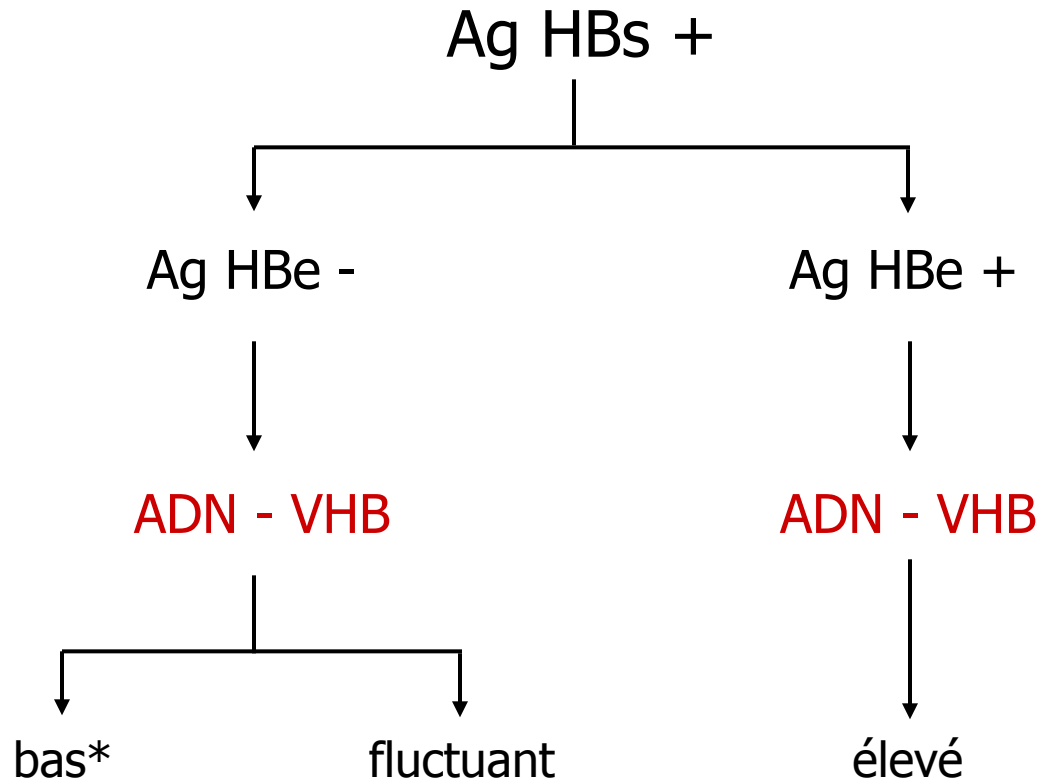 Ag HBs +
Ag HBe -
Ag HBe +
ADN - VHB
ADN - VHB
bas*
fluctuant
élevé